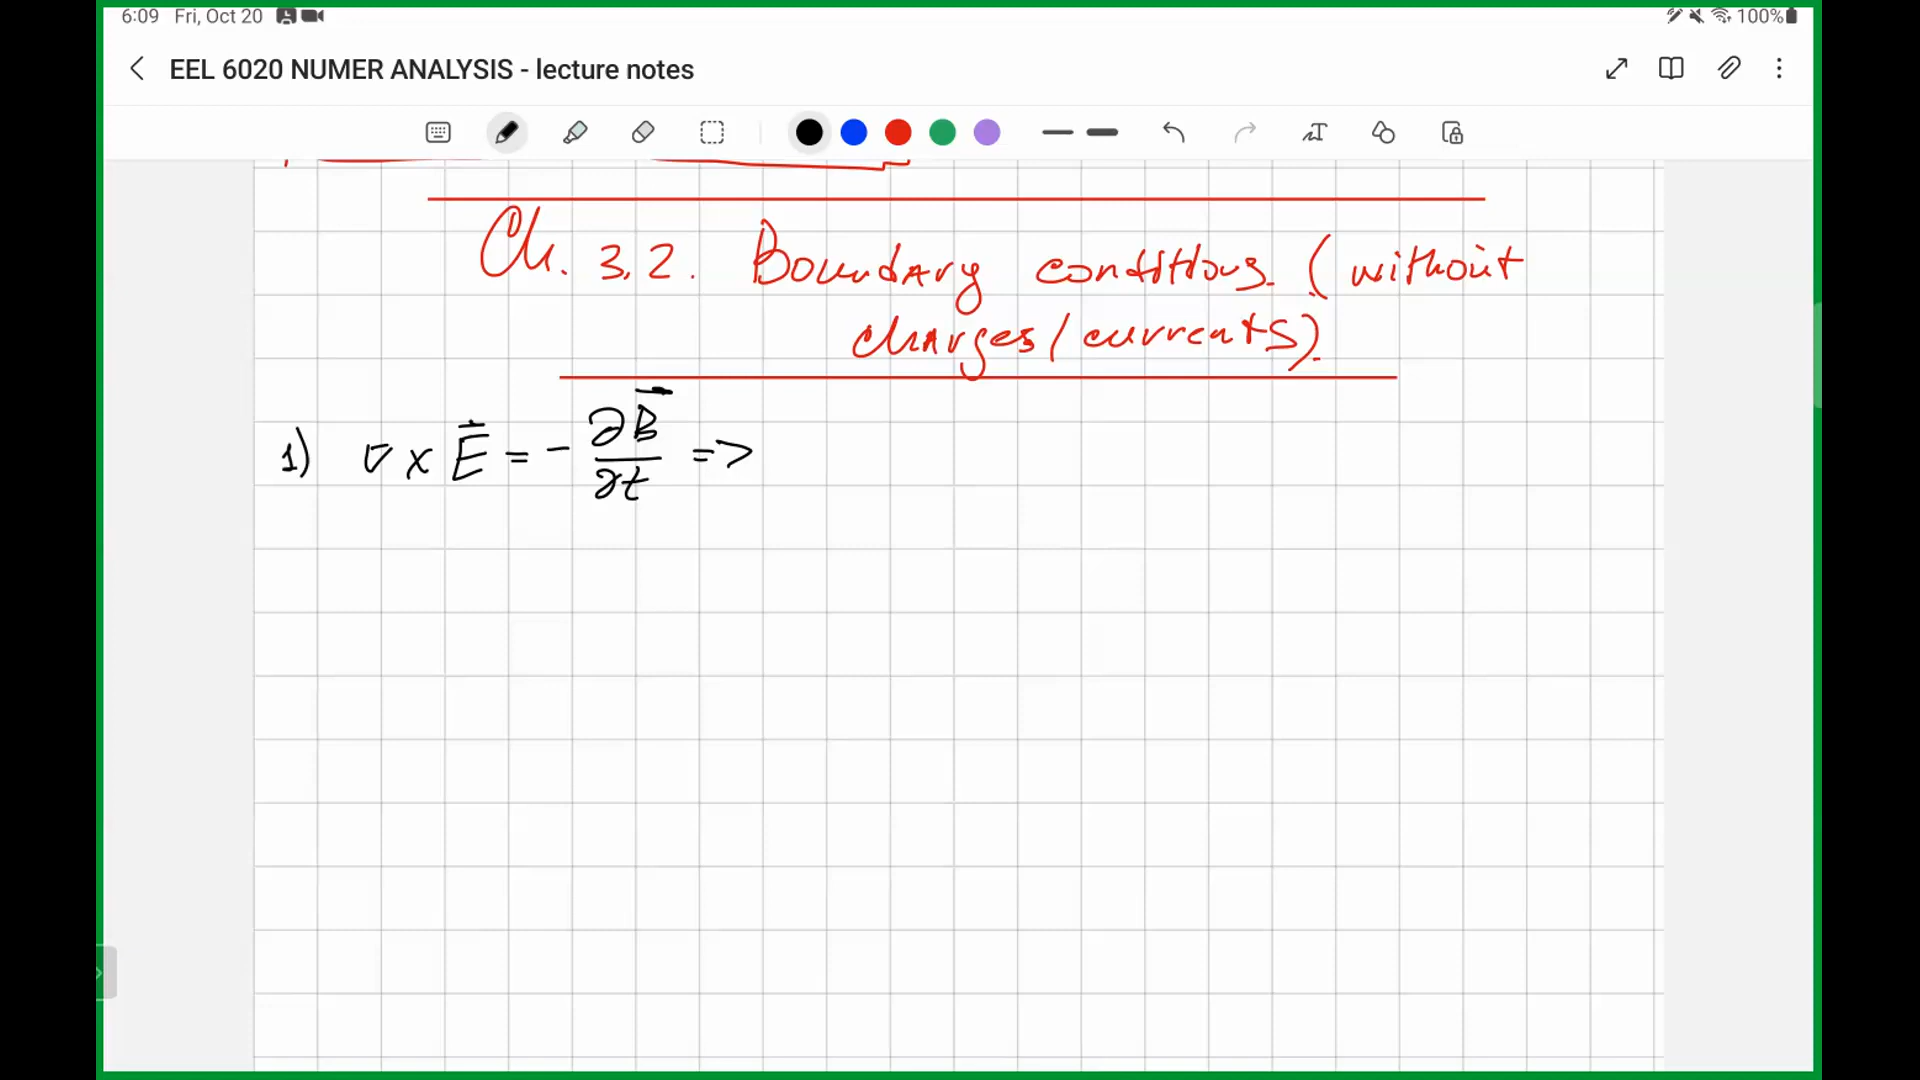 6:09 Fri, Oct 20 100%
EEL 6020 NUMER ANALYSIS - lecture notes
Ch. 3.2. Boundary conditions. (without
charges/currents).
1) ∇ x E⃗ = - ∂B⃗/∂t =>